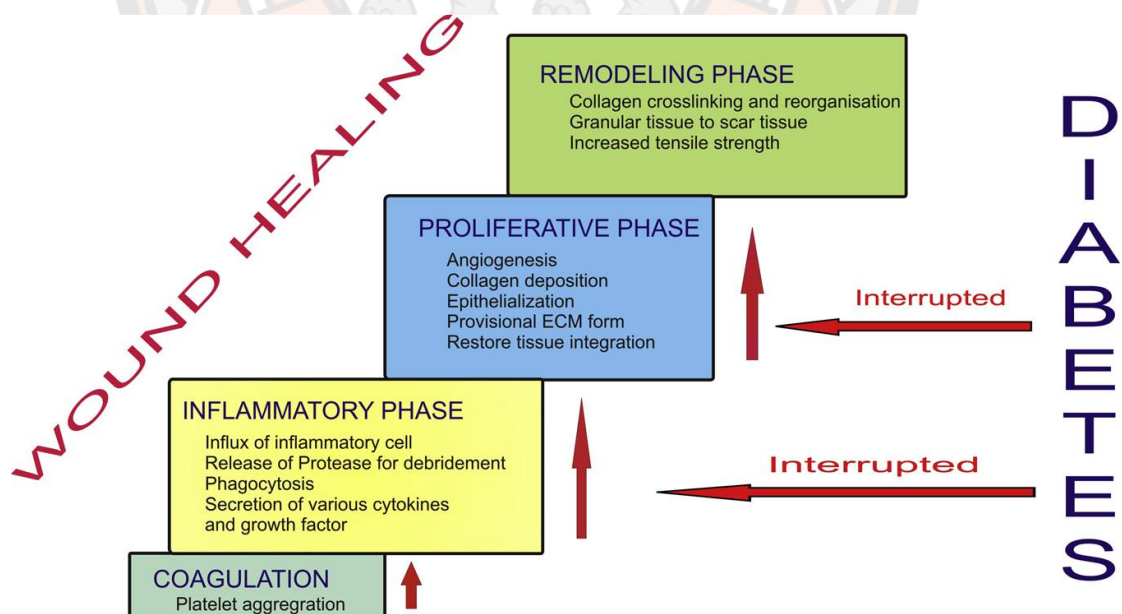 WOUND HEALING
REMODELING PHASE
Collagen crosslinking and reorganisation
Granular tissue to scar tissue
Increased tensile strength
PROLIFERATIVE PHASE
Angiogenesis
Collagen deposition
Epithelialization
Provisional ECM form
Restore tissue integration
Interrupted
INFLAMMATORY PHASE
Influx of inflammatory cell
Release of Protease for debridement
Phagocytosis
Secretion of various cytokines
and growth factor
Interrupted
COAGULATION
Platelet aggregration
DIABETES